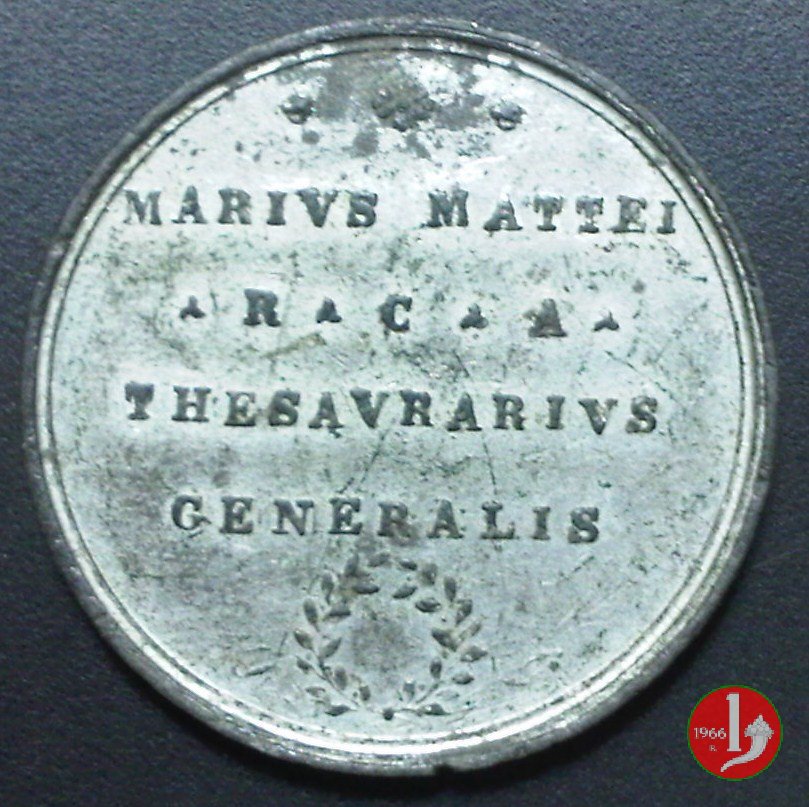 MARIVS MATTEI
R C A
THESAVRARIVS
GENERALIS
1966
R.